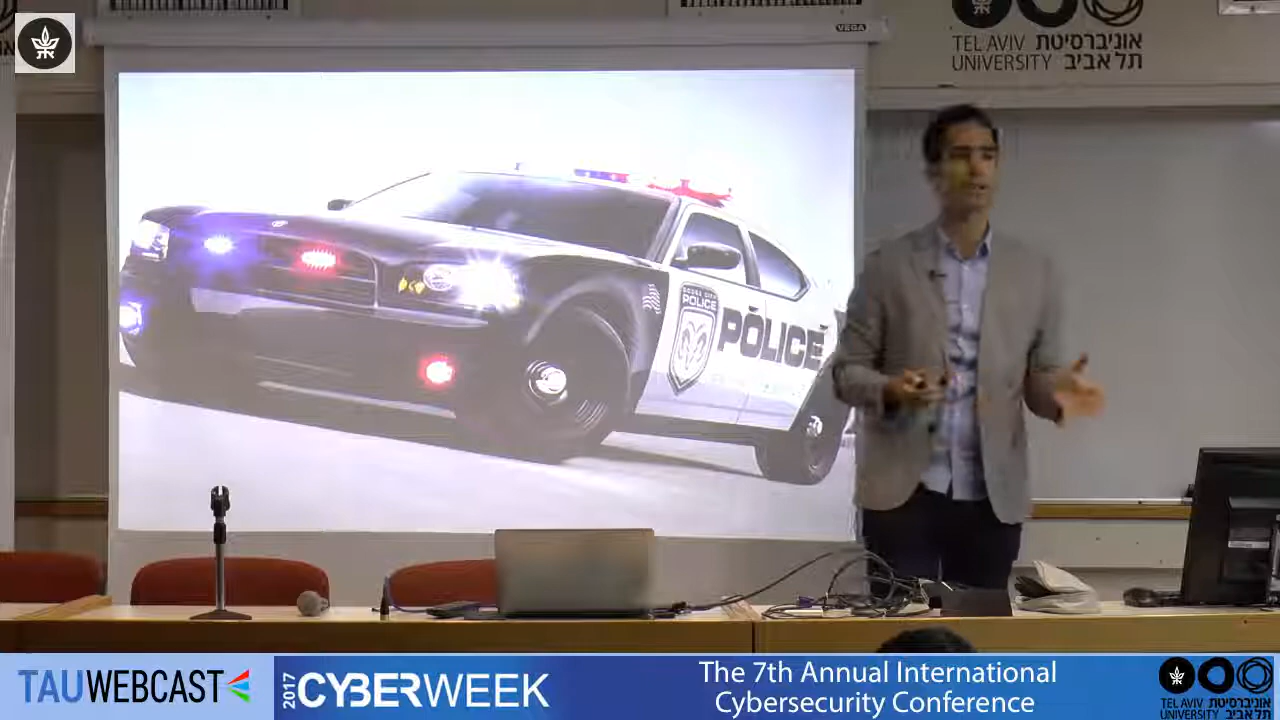 VEGA
TEL AVIV אוניברסיטת
UNIVERSITY תל אביב
POLICE
POLICE
TAUWEBCAST
2017
CYBERWEEK
The 7th Annual International
Cybersecurity Conference
TEL AVIV אוניברסיטת
UNIVERSITY תל אביב